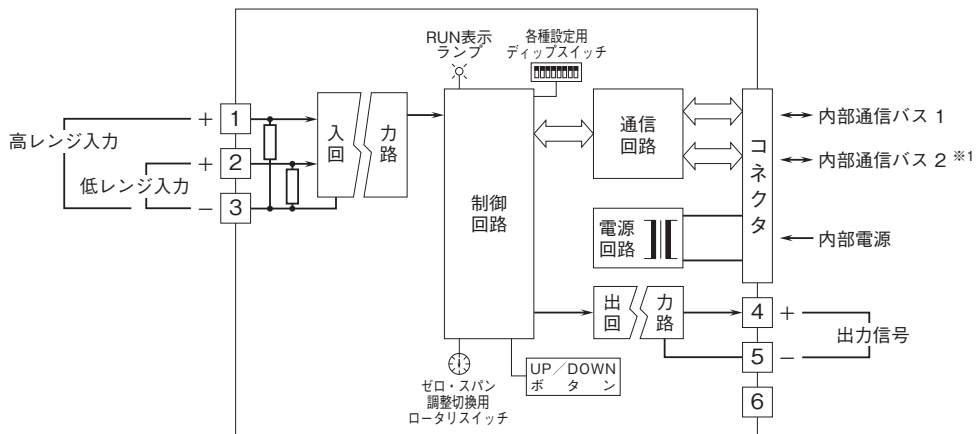 RUN表示
ランプ
各種設定用
ディップスイッチ
高レンジ入力
低レンジ入力
+ 1
+ 2
− 3
入力
回路
制御
回路
通信
回路
電源
回路
コネクタ
内部通信バス 1
内部通信バス 2 ※1
内部電源
出力
回路
4 +
5 −
6
出力信号
ゼロ・スパン
調整切換用
ロータリスイッチ
UP/DOWN
ボタン